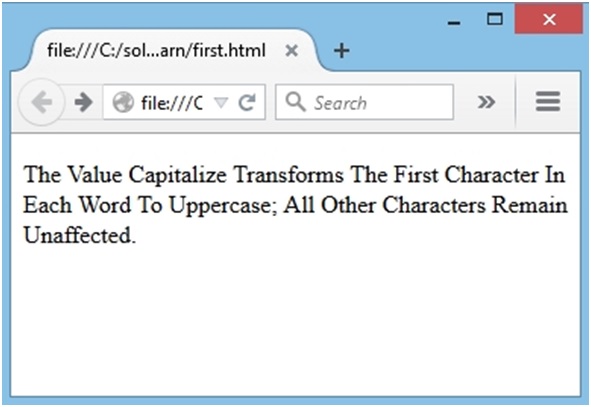 file:///C:/sol...arn/first.html
file:///C
Search
The Value Capitalize Transforms The First Character In
Each Word To Uppercase; All Other Characters Remain
Unaffected.